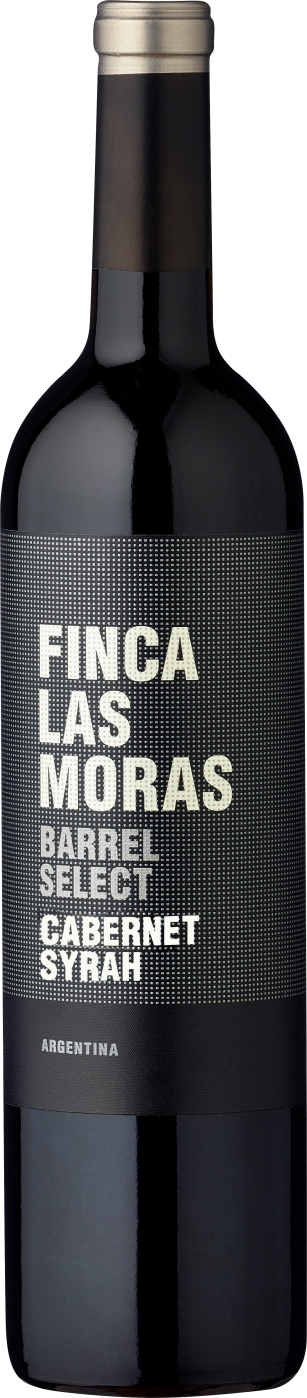 FINCA
LAS
MORAS
BARREL
SELECT
CABERNET
SYRAH
ARGENTINA